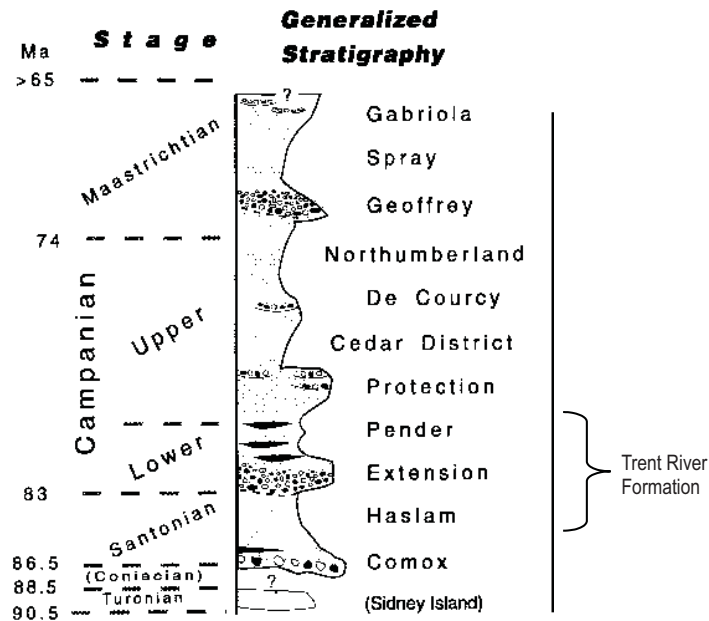 Generalized
Stratigraphy
Stage
Ma
>65
?
Gabriola
Maastrichtian
Spray
Geoffrey
74
Northumberland
De Courcy
Campanian
Upper
Cedar District
Protection
Pender
Lower
Extension
Trent River
Formation
83
Haslam
Santonian
86.5
Comox
(Coniacian)
88.5
?
Turonian
(Sidney Island)
90.5